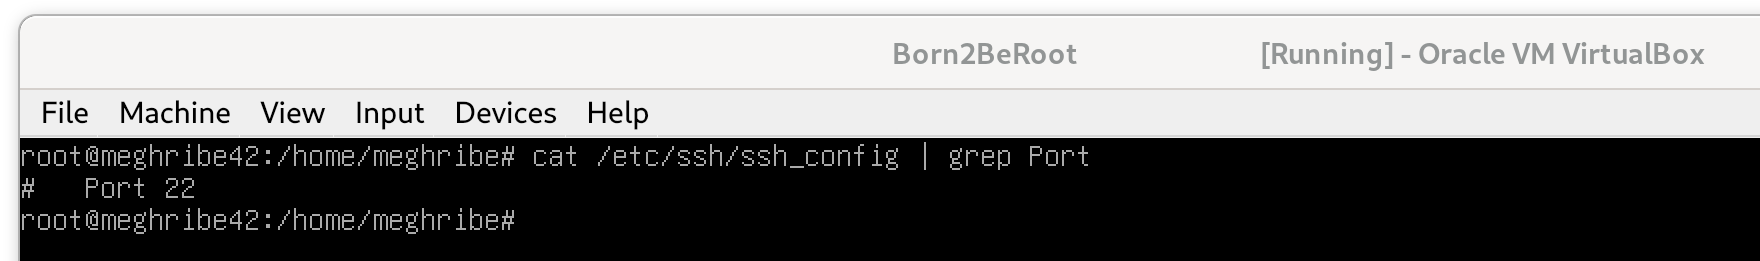 Born2BeRoot [Running] - Oracle VM VirtualBox
File Machine View Input Devices Help
root@meghribe42:/home/meghribe# cat /etc/ssh/ssh_config | grep Port
#   Port 22
root@meghribe42:/home/meghribe#